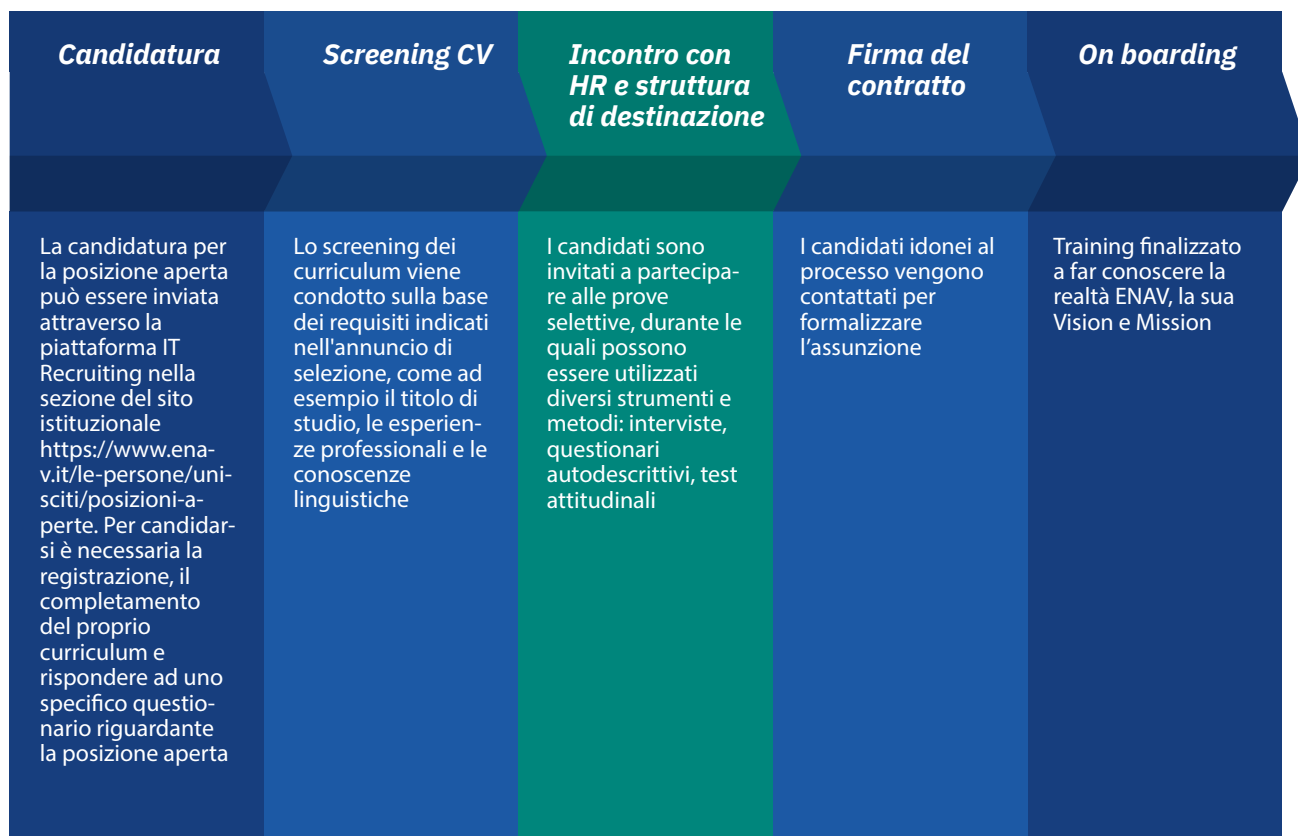 Candidatura
La candidatura per
la posizione aperta
può essere inviata
attraverso la
piattaforma IT
Recruiting nella
sezione del sito
istituzionale
https://www.ena-
v.it/le-persone/uni-
sciti/posizioni-a-
perte. Per candidar-
si è necessaria la
registrazione, il
completamento
del proprio
curriculum e
rispondere ad uno
specifico questio-
nario riguardante
la posizione aperta
Screening CV
Lo screening dei
curriculum viene
condotto sulla base
dei requisiti indicati
nell'annuncio di
selezione, come ad
esempio il titolo di
studio, le esperien-
ze professionali e le
conoscenze
linguistiche
Incontro con
HR e struttura
di destinazione
I candidati sono
invitati a partecipa-
re alle prove
selettive, durante le
quali possono
essere utilizzati
diversi strumenti e
metodi: interviste,
questionari
autodescrittivi, test
attitudinali
Firma del
contratto
I candidati idonei al
processo vengono
contattati per
formalizzare
l’assunzione
On boarding
Training finalizzato
a far conoscere la
realtà ENAV, la sua
Vision e Mission